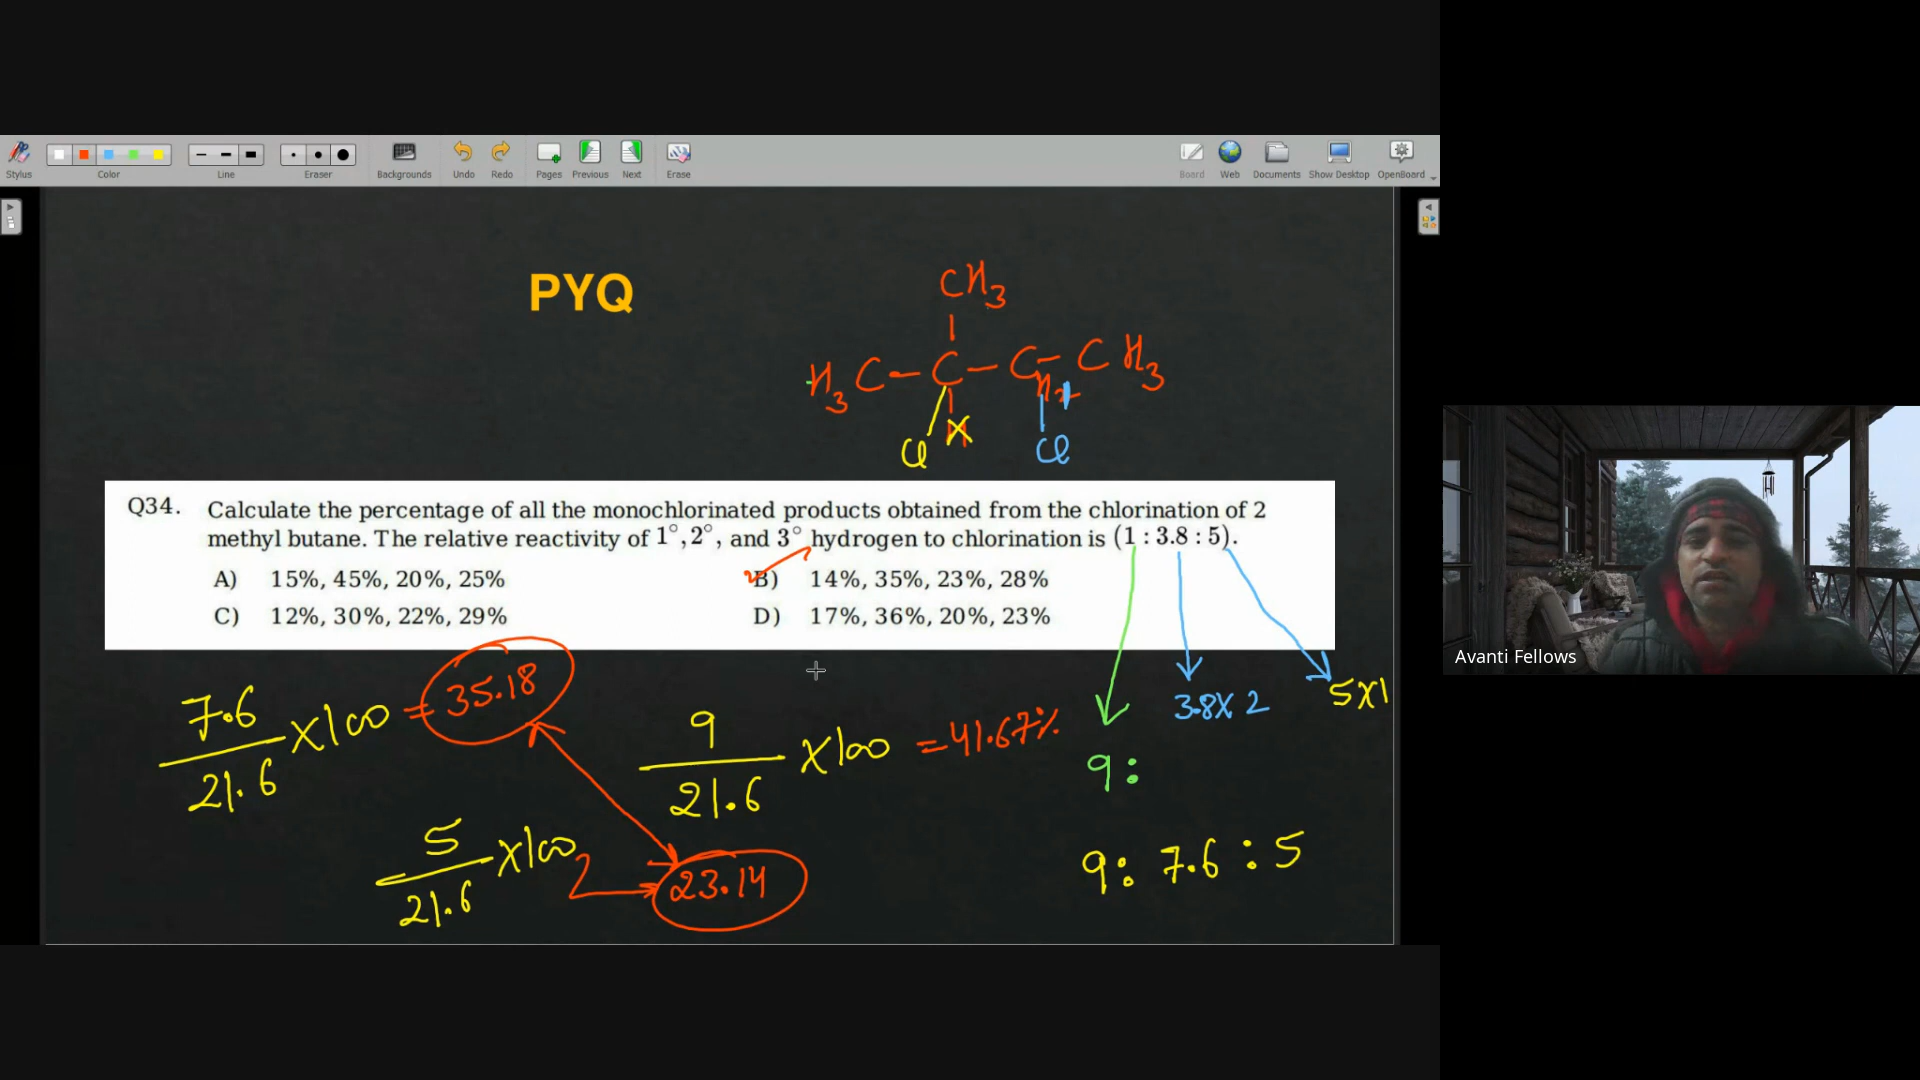 Stylus Color Line Eraser Backgrounds Undo Redo Pages Previous Next Erase Board Web Documents Show Desktop OpenBoard
PYQ
CH3
H3C - C - CH2 - CH3
H
Cl
Cl
Q34. Calculate the percentage of all the monochlorinated products obtained from the chlorination of 2
methyl butane. The relative reactivity of 1°, 2°, and 3° hydrogen to chlorination is (1 : 3.8 : 5).
A) 15%, 45%, 20%, 25%
B) 14%, 35%, 23%, 28%
C) 12%, 30%, 22%, 29%
D) 17%, 36%, 20%, 23%
7.6/21.6 x100 = 35.18
9/21.6 x100 = 41.67%
5/21.6 x100
23.14
3.8x2
5x1
9:
9: 7.6 : 5
Avanti Fellows